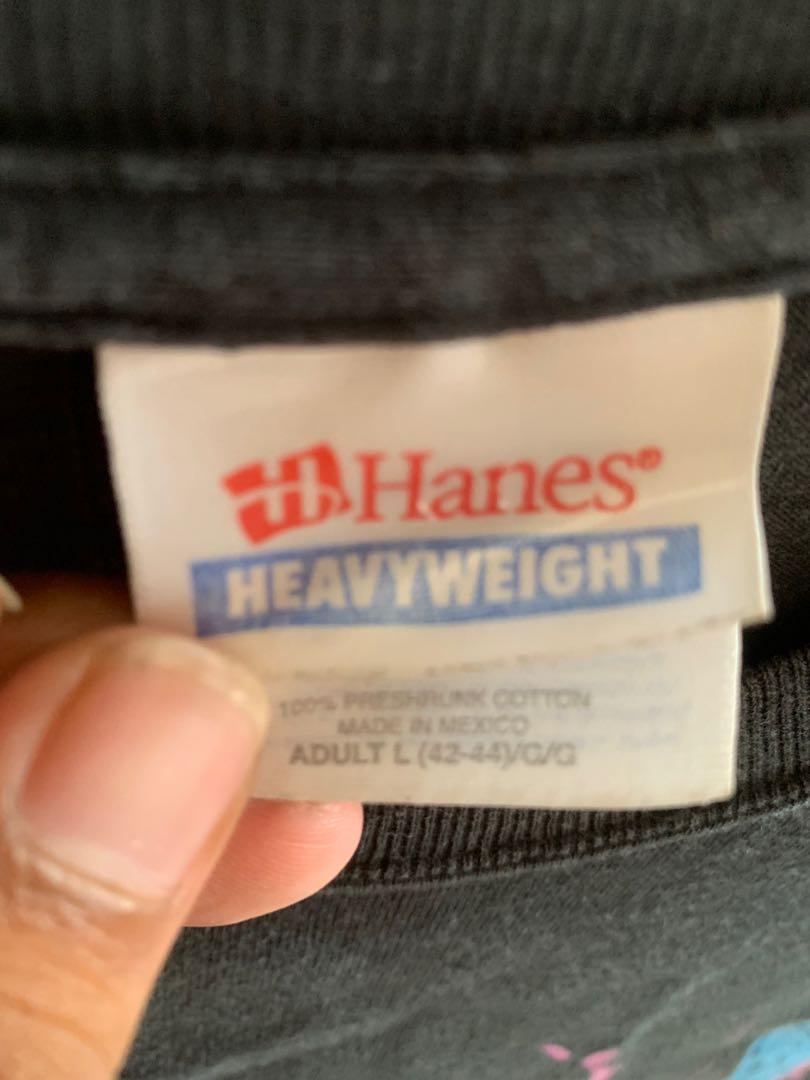 Hanes®
HEAVYWEIGHT
100% PRESHRUNK COTTON
MADE IN MEXICO
ADULT L (42-44)/G/G